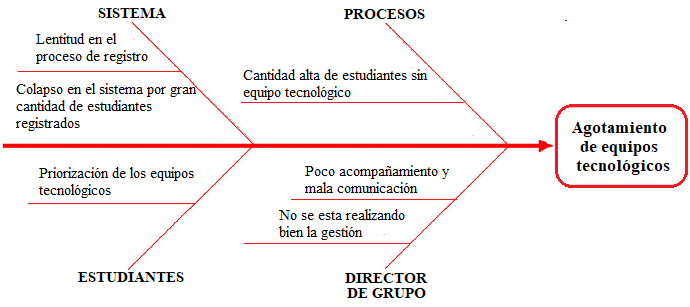 SISTEMA
PROCESOS
Lentitud en el
proceso de registro
Colapso en el sistema por gran
cantidad de estudiantes
registrados
Cantidad alta de estudiantes sin
equipo tecnológico
Agotamiento
de equipos
tecnológicos
Priorización de los equipos
tecnológicos
Poco acompañamiento y
mala comunicación
No se esta realizando
bien la gestión
ESTUDIANTES
DIRECTOR
DE GRUPO